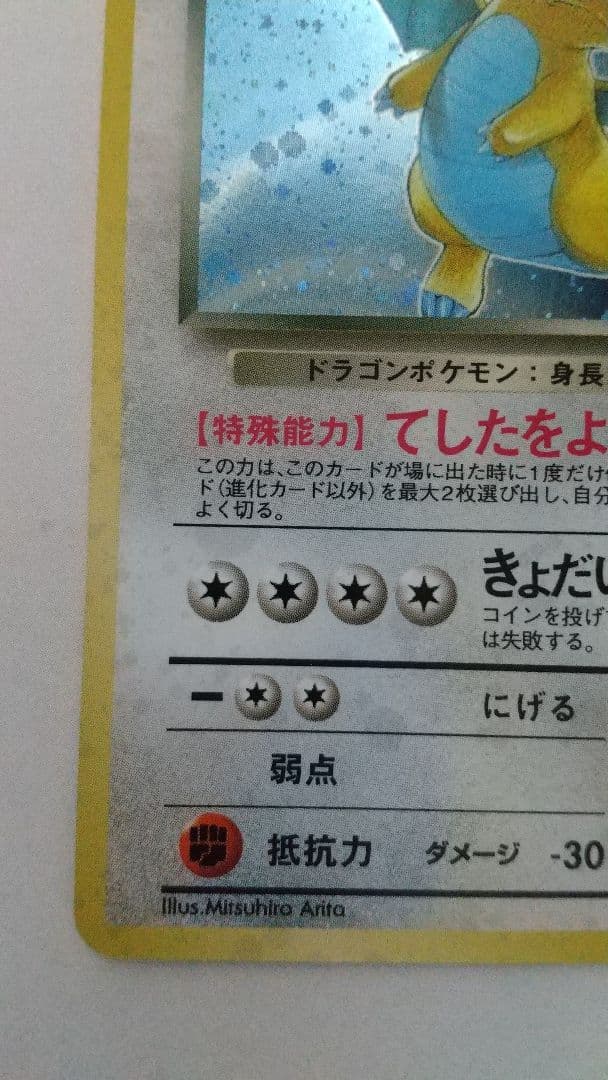 ドラゴンポケモン：身長
【特殊能力】てしたをよ
この力は、このカードが場に出た時に1度だけ
ド（進化カード以外）を最大2枚選び出し、自分
よく切る。
きょだい
コインを投げ
は失敗する。
にげる
弱点
抵抗力 ダメージ -30
Illus.Mitsuhiro Arita